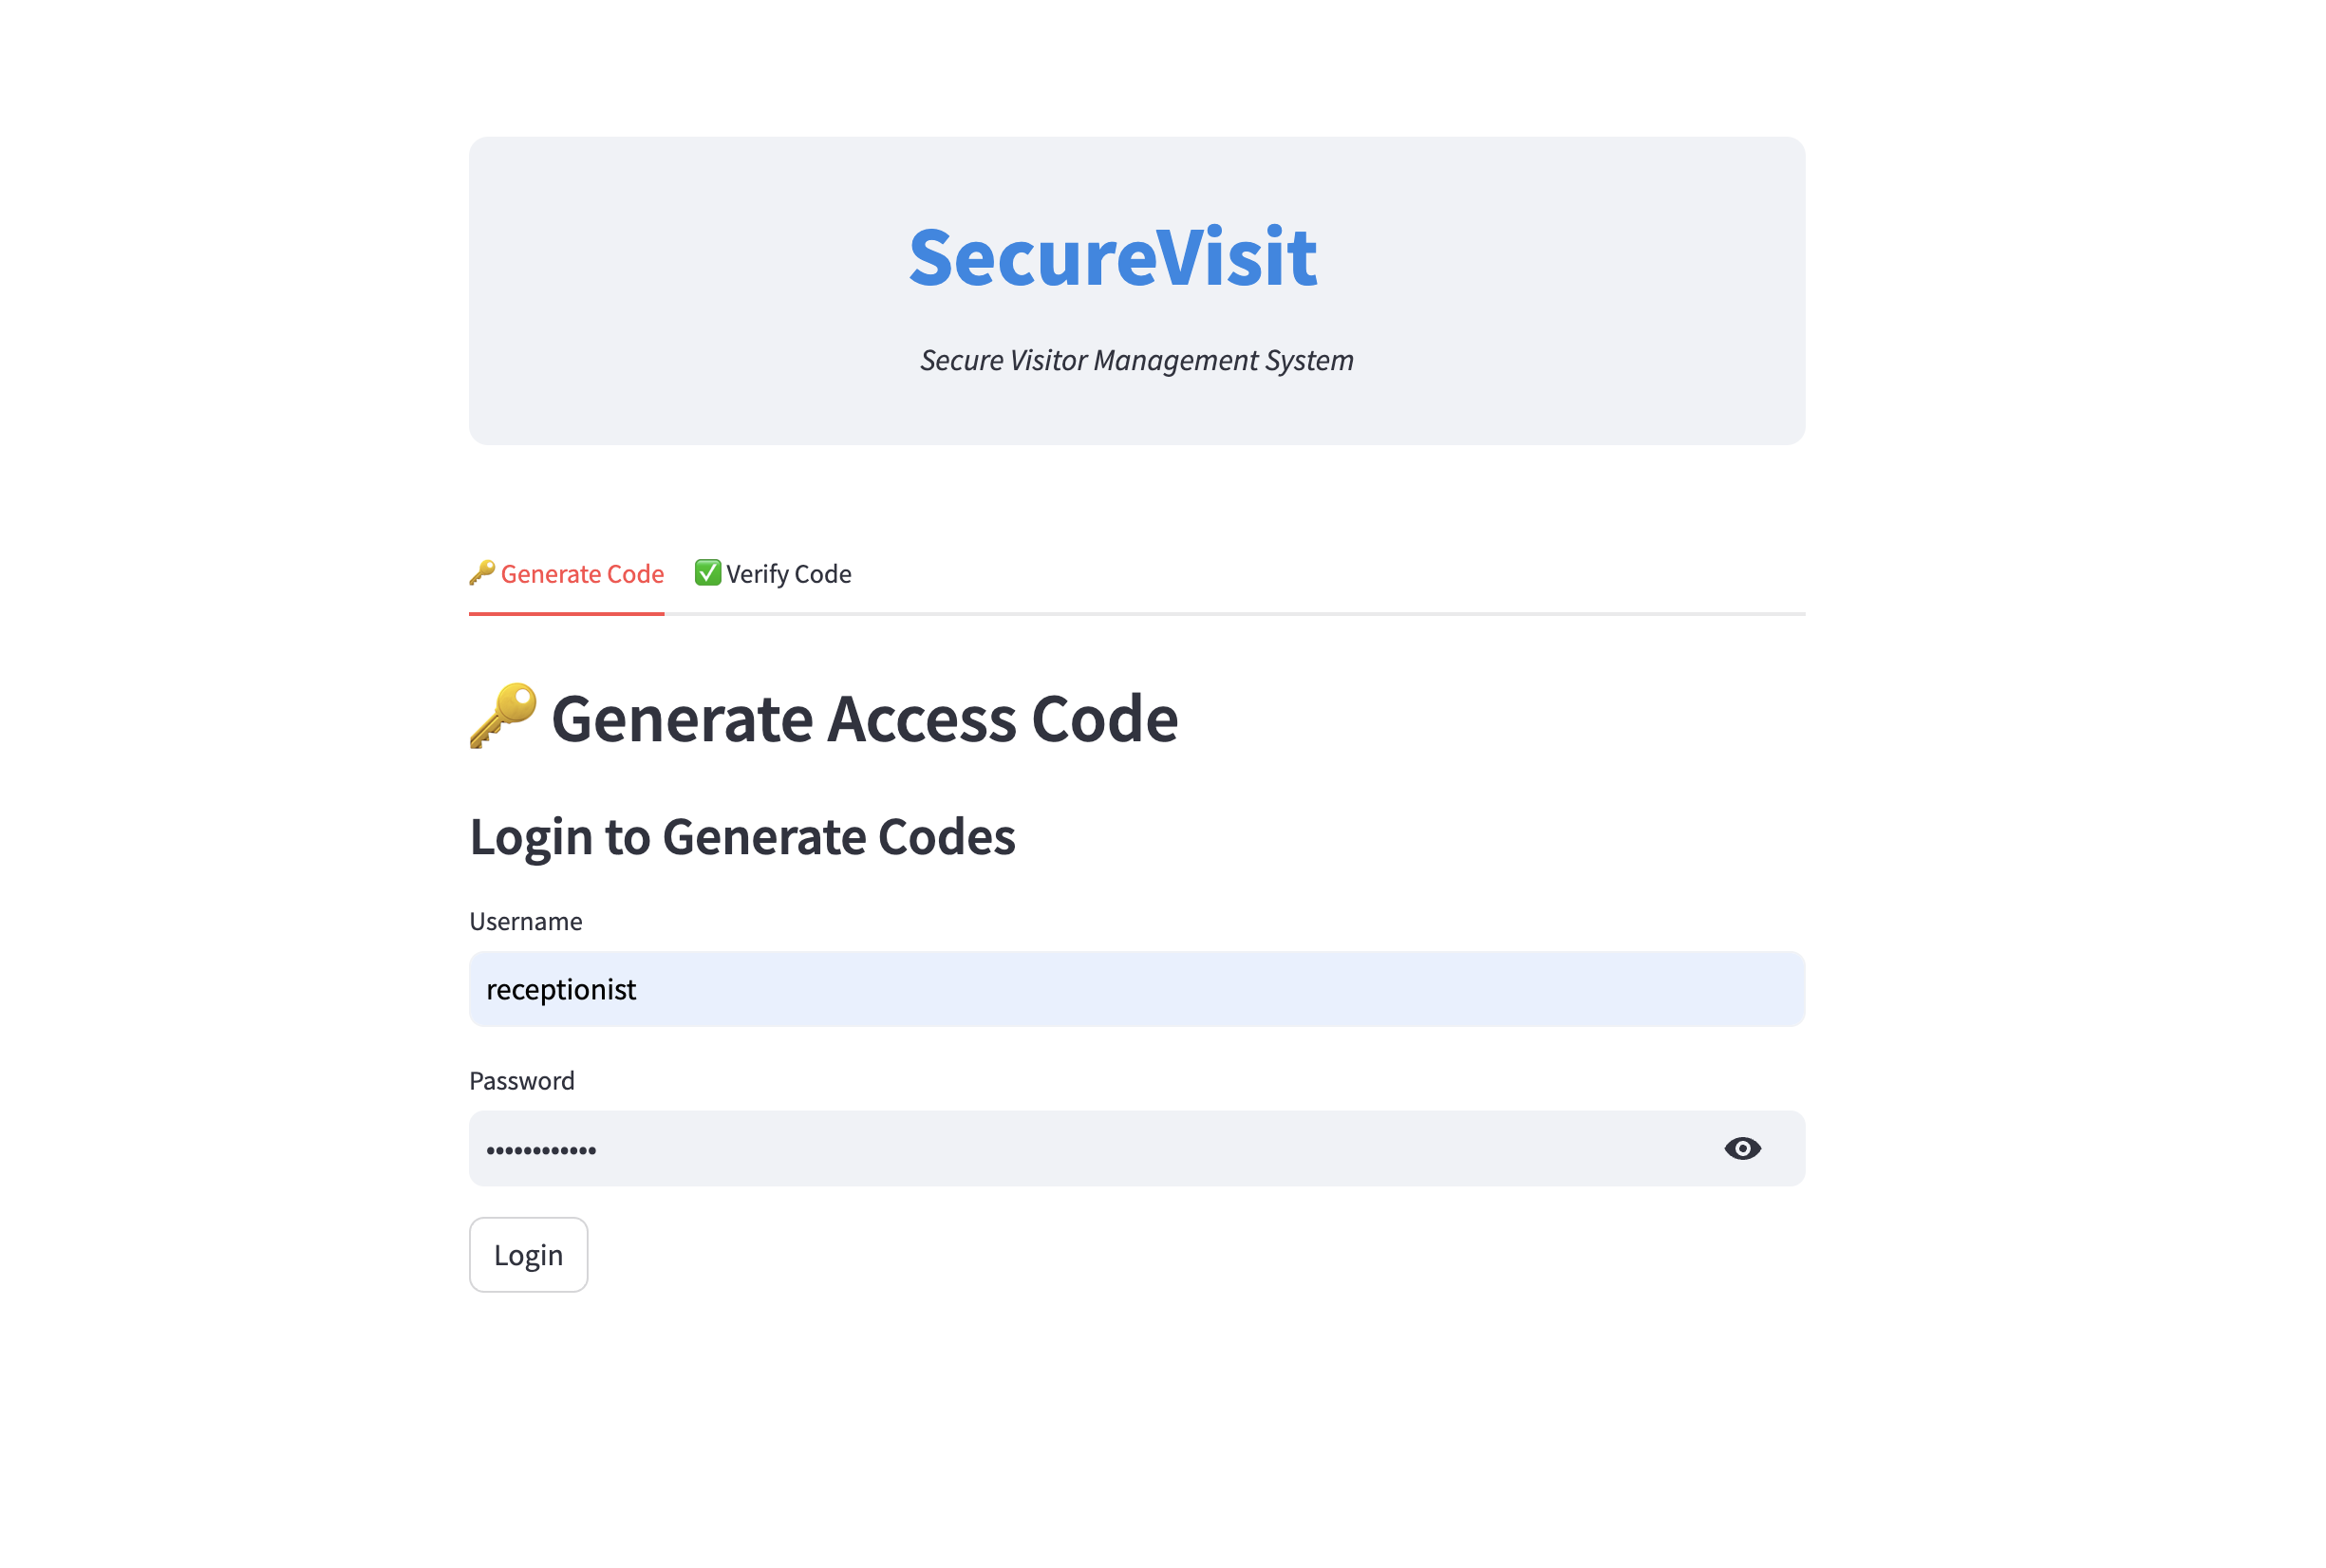 SecureVisit
Secure Visitor Management System
🔑 Generate Code ✅ Verify Code
🔑 Generate Access Code
Login to Generate Codes
Username
receptionist
Password
••••••••••••
Login